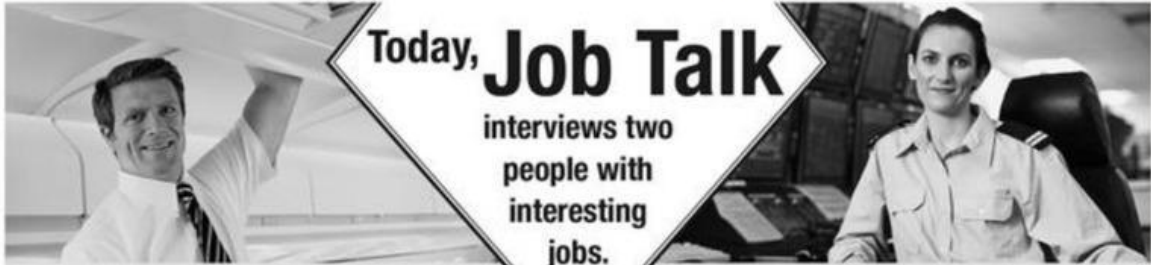 Today, Job Talk
interviews two
people with
interesting
jobs.